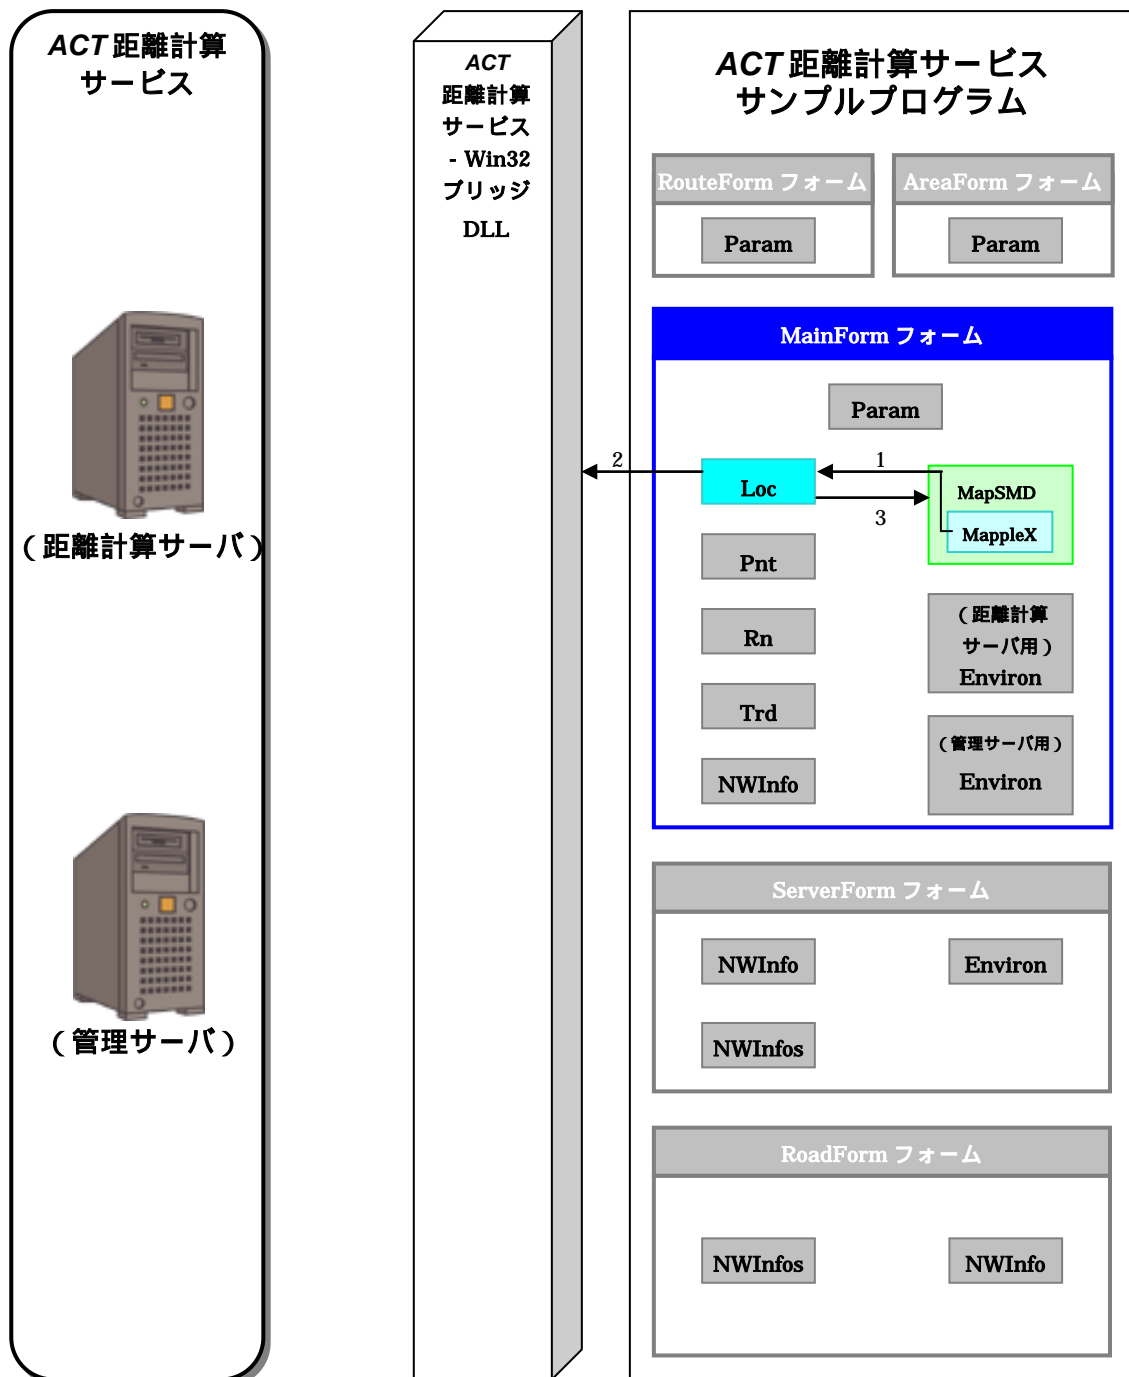 ACT 距離計算
サービス
（距離計算サーバ）
（管理サーバ）
ACT
距離計算
サービス
- Win32
ブリッジ
DLL
ACT 距離計算サービス
サンプルプログラム
RouteForm フォーム
Param
AreaForm フォーム
Param
MainForm フォーム
Param
2
Loc
1
3
MapSMD
MappleX
Pnt
Rn
Trd
NWInfo
（距離計算
サーバ用）
Environ
（管理サーバ用）
Environ
ServerForm フォーム
NWInfo
Environ
NWInfos
RoadForm フォーム
NWInfos
NWInfo